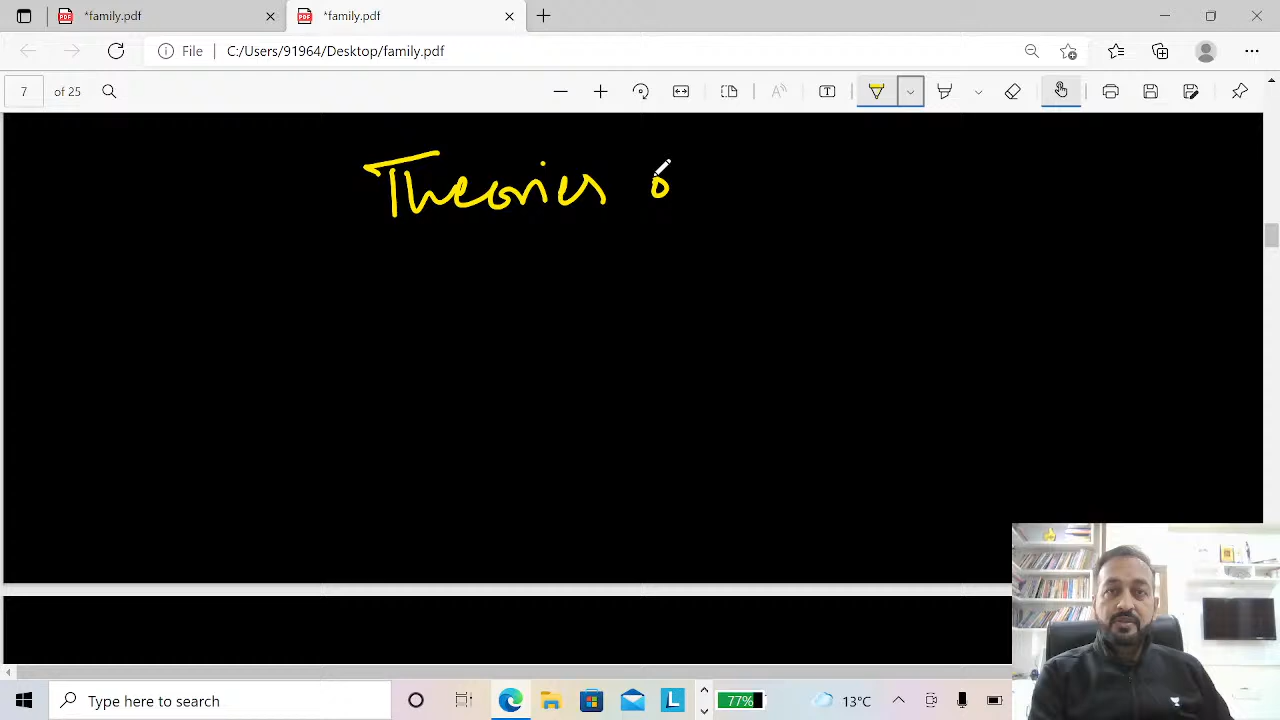 *family.pdf
*family.pdf
File C:/Users/91964/Desktop/family.pdf
7 of 25
Theories o
Type here to search
77%
13°C